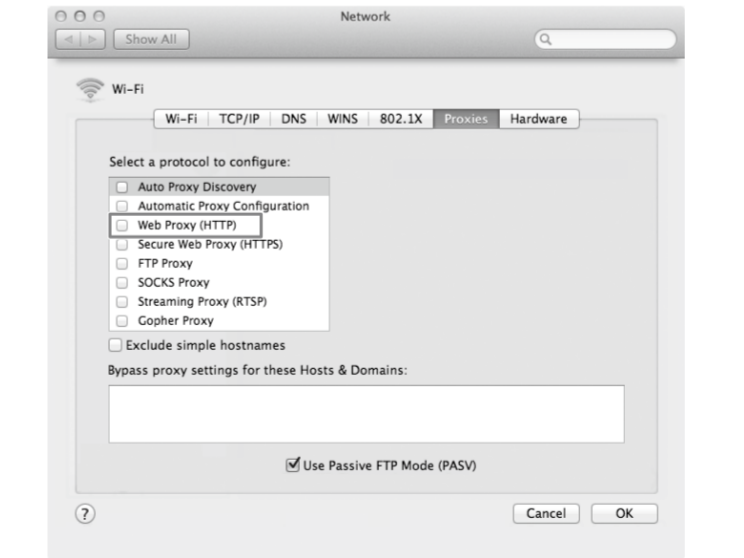 Network
Show All
Wi-Fi
Wi-Fi TCP/IP DNS WINS 802.1X Proxies Hardware
Select a protocol to configure:
Auto Proxy Discovery
Automatic Proxy Configuration
Web Proxy (HTTP)
Secure Web Proxy (HTTPS)
FTP Proxy
SOCKS Proxy
Streaming Proxy (RTSP)
Gopher Proxy
Exclude simple hostnames
Bypass proxy settings for these Hosts & Domains:
Use Passive FTP Mode (PASV)
? Cancel OK